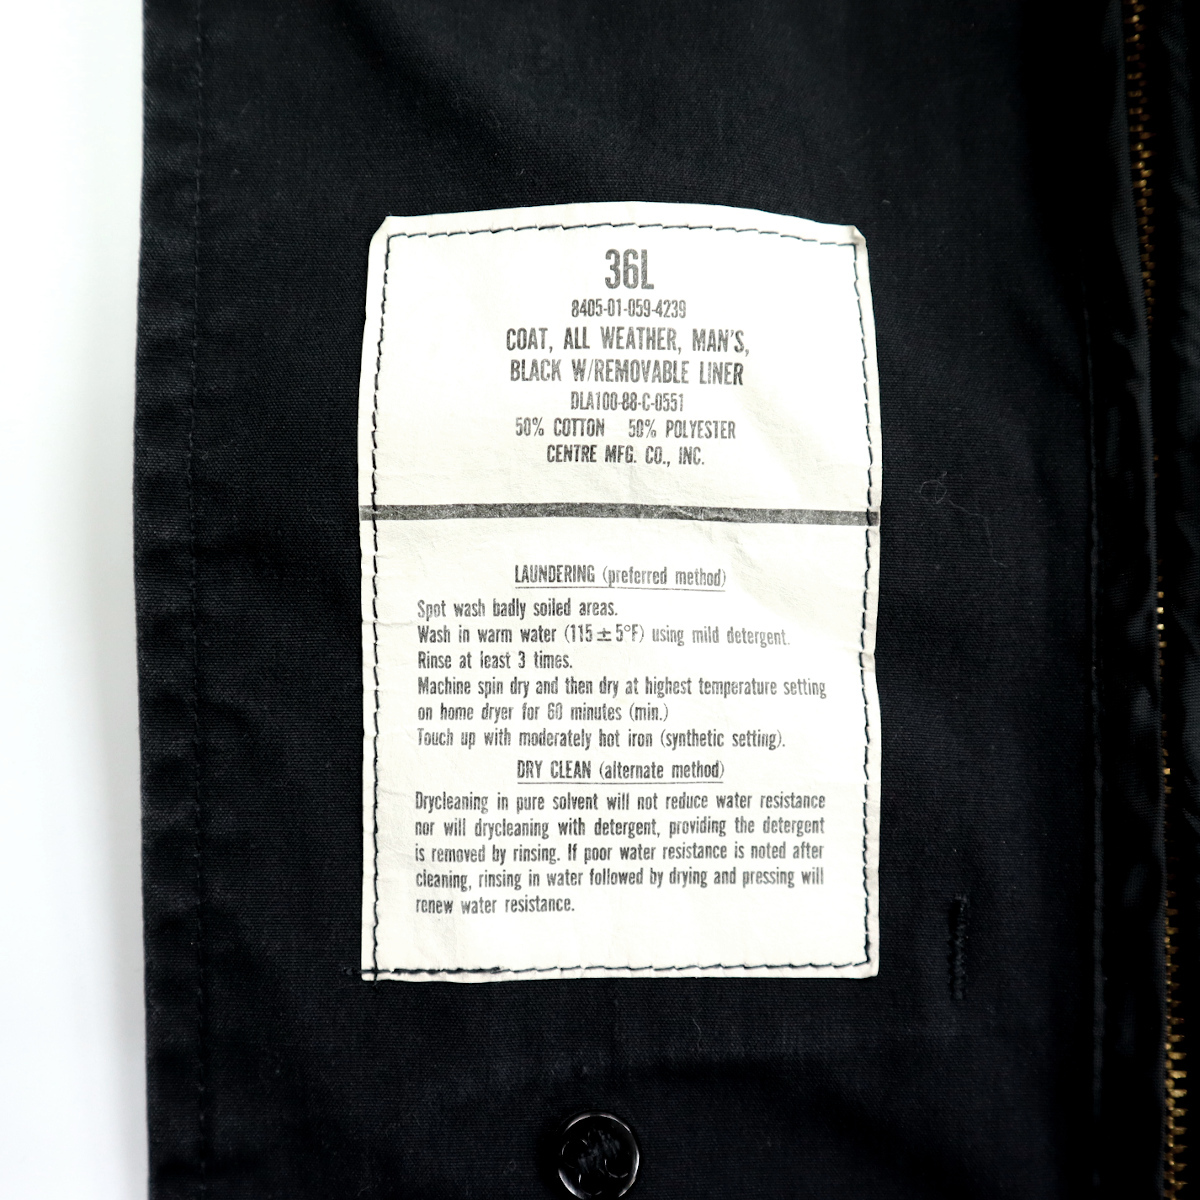 36L
8405-01-059-4239
COAT, ALL WEATHER, MAN'S,
BLACK W/REMOVABLE LINER
DLA100-88-C-0551
50% COTTON 50% POLYESTER
CENTRE MFG. CO., INC.
LAUNDERING (preferred method)
Spot wash badly soiled areas.
Wash in warm water (115±5°F) using mild detergent.
Rinse at least 3 times.
Machine spin dry and then dry at highest temperature setting
on home dryer for 60 minutes (min.)
Touch up with moderately hot iron (synthetic setting).
DRY CLEAN (alternate method)
Drycleaning in pure solvent will not reduce water resistance
nor will drycleaning with detergent, providing the detergent
is removed by rinsing. If poor water resistance is noted after
cleaning, rinsing in water followed by drying and pressing will
renew water resistance.